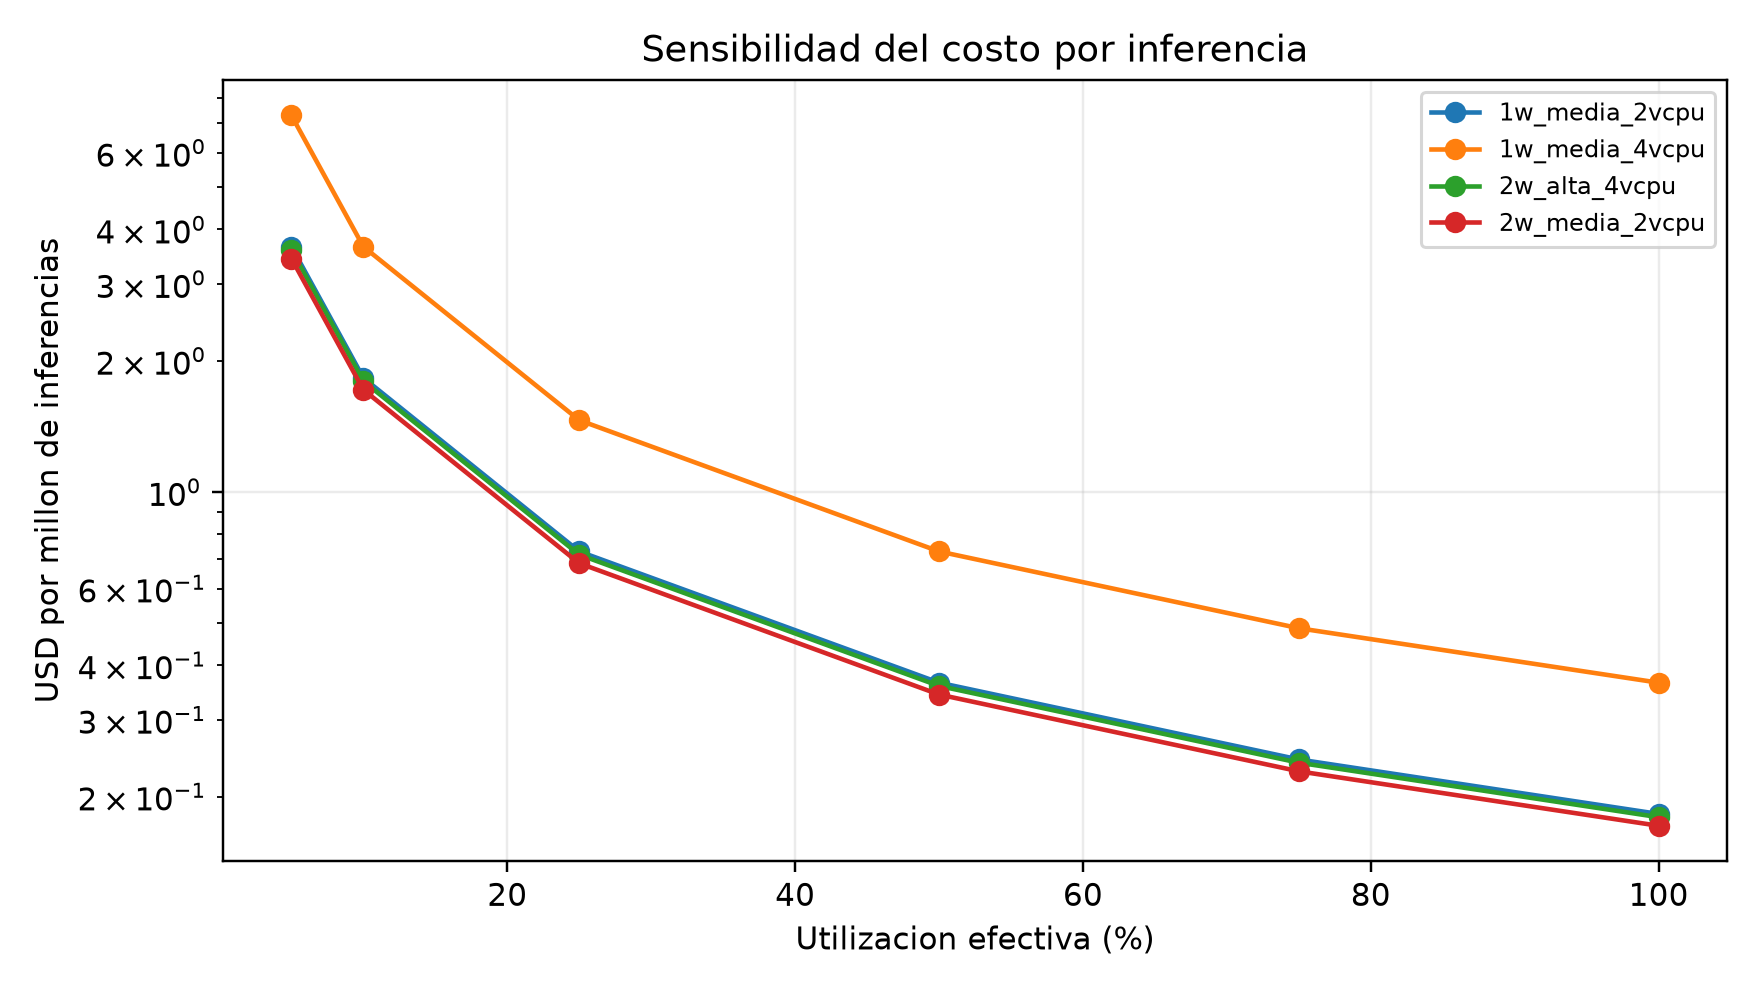 Sensibilidad del costo por inferencia
1w_media_2vcpu
1w_media_4vcpu
2w_alta_4vcpu
2w_media_2vcpu
USD por millon de inferencias
6 × 10⁰
4 × 10⁰
3 × 10⁰
2 × 10⁰
10⁰
6 × 10⁻¹
4 × 10⁻¹
3 × 10⁻¹
2 × 10⁻¹
20 40 60 80 100
Utilizacion efectiva (%)